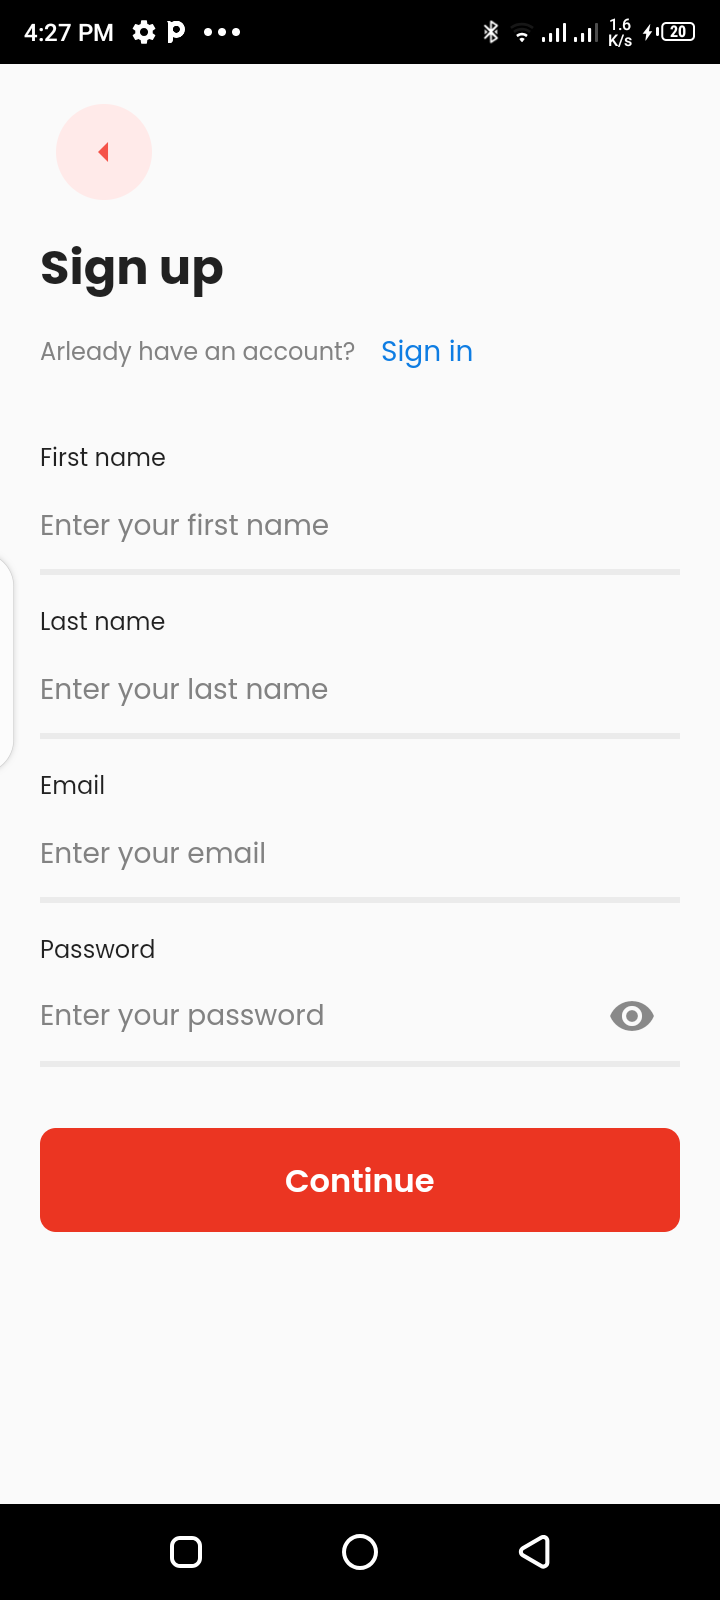 4:27 PM
1.6
K/s
20
Sign up
Arleady have an account? Sign in
First name
Enter your first name
Last name
Enter your last name
Email
Enter your email
Password
Enter your password
Continue